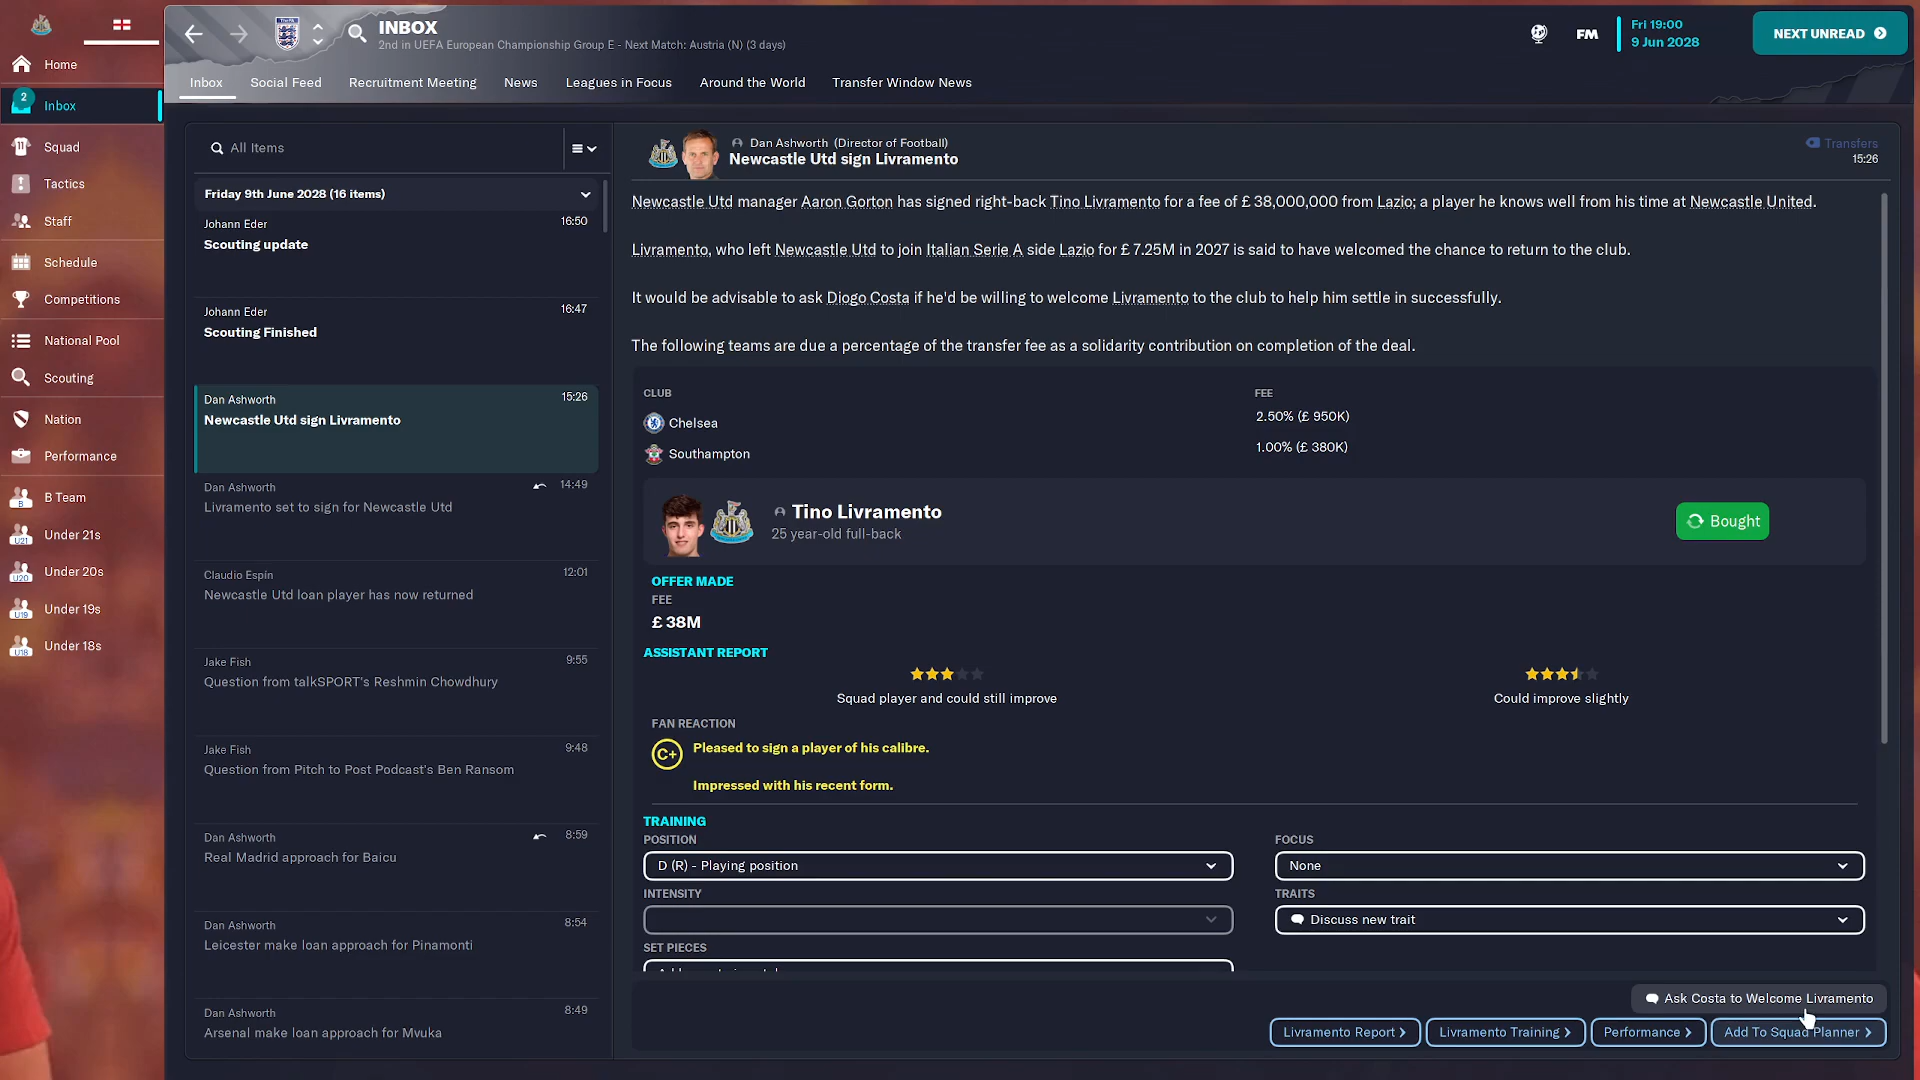 INBOX
2nd in UEFA European Championship Group E - Next Match: Austria (N) (3 days)
FM
Fri 19:00
9 Jun 2028
NEXT UNREAD
Home
2
Inbox
Squad
Tactics
Staff
Schedule
Competitions
National Pool
Scouting
Nation
Performance
B Team
Under 21s
Under 20s
Under 19s
Under 18s
Inbox
Social Feed
Recruitment Meeting
News
Leagues in Focus
Around the World
Transfer Window News
All Items
Friday 9th June 2028 (16 items)
Johann Eder 16:50
Scouting update
Johann Eder 16:47
Scouting Finished
Dan Ashworth 15:26
Newcastle Utd sign Livramento
Dan Ashworth 14:49
Livramento set to sign for Newcastle Utd
Claudio Espín 12:01
Newcastle Utd loan player has now returned
Jake Fish 9:55
Question from talkSPORT's Reshmin Chowdhury
Jake Fish 9:48
Question from Pitch to Post Podcast's Ben Ransom
Dan Ashworth 8:59
Real Madrid approach for Baicu
Dan Ashworth 8:54
Leicester make loan approach for Pinamonti
Dan Ashworth 8:49
Arsenal make loan approach for Mvuka
Dan Ashworth (Director of Football)
Newcastle Utd sign Livramento
Transfers
15:26
Newcastle Utd manager Aaron Gorton has signed right-back Tino Livramento for a fee of £38,000,000 from Lazio; a player he knows well from his time at Newcastle United.
Livramento, who left Newcastle Utd to join Italian Serie A side Lazio for £7.25M in 2027 is said to have welcomed the chance to return to the club.
It would be advisable to ask Diogo Costa if he'd be willing to welcome Livramento to the club to help him settle in successfully.
The following teams are due a percentage of the transfer fee as a solidarity contribution on completion of the deal.
CLUB FEE
Chelsea 2.50% (£950K)
Southampton 1.00% (£380K)
Tino Livramento
25 year-old full-back
Bought
OFFER MADE
FEE
£38M
ASSISTANT REPORT
Squad player and could still improve
Could improve slightly
FAN REACTION
C+
Pleased to sign a player of his calibre.
Impressed with his recent form.
TRAINING
POSITION FOCUS
D (R) - Playing position None
INTENSITY TRAITS
Discuss new trait
SET PIECES
Ask Costa to Welcome Livramento
Livramento Report
Livramento Training
Performance
Add To Squad Planner